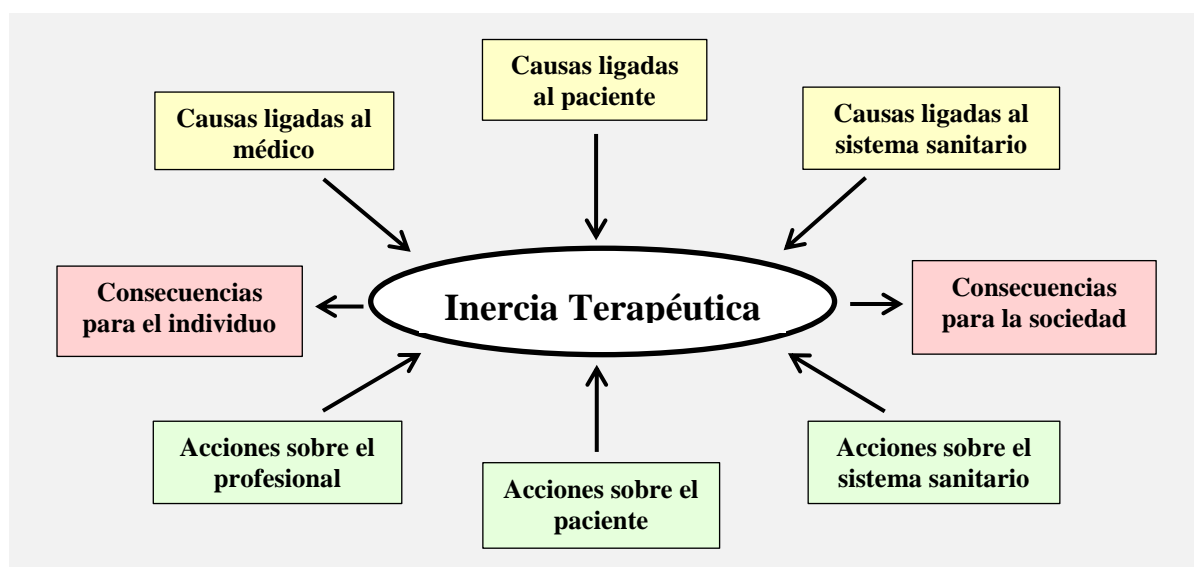 Causas ligadas
al paciente
Causas ligadas al
médico
Causas ligadas al
sistema sanitario
Consecuencias
para el individuo
Inercia Terapéutica
Consecuencias
para la sociedad
Acciones sobre el
profesional
Acciones sobre el
paciente
Acciones sobre el
sistema sanitario